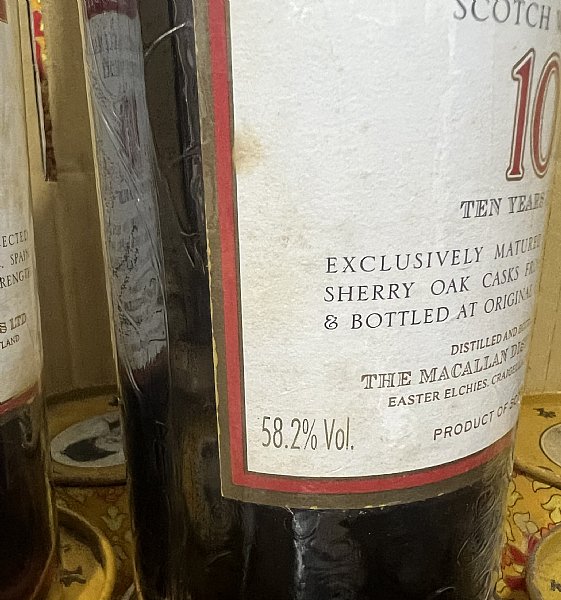 SCOTCH
10
TEN YEARS
EXCLUSIVELY MATURED
SHERRY OAK CASKS
& BOTTLED AT ORIGINAL
DISTILLED AND
THE MACALLAN
EASTER ELCHIES,
PRODUCT OF
58.2% Vol.
LTD